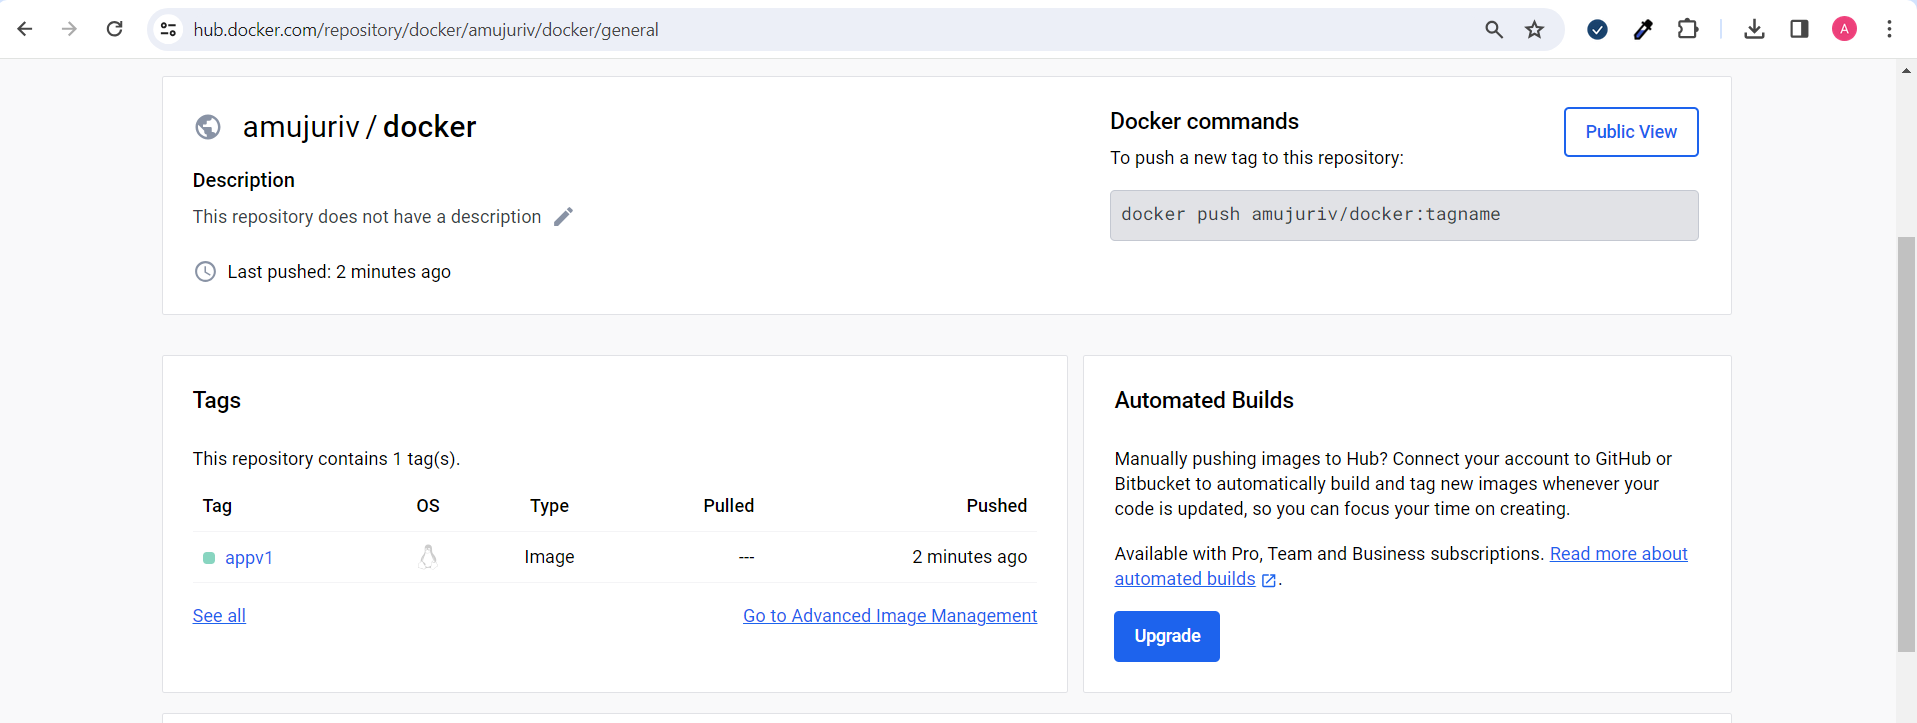 hub.docker.com/repository/docker/amujuriv/docker/general
A
amujuriv / docker
Description
This repository does not have a description
Last pushed: 2 minutes ago
Docker commands
Public View
To push a new tag to this repository:
docker push amujuriv/docker:tagname
Tags
This repository contains 1 tag(s).
Tag OS Type Pulled Pushed
appv1 Image --- 2 minutes ago
See all Go to Advanced Image Management
Automated Builds
Manually pushing images to Hub? Connect your account to GitHub or
Bitbucket to automatically build and tag new images whenever your
code is updated, so you can focus your time on creating.
Available with Pro, Team and Business subscriptions. Read more about
automated builds.
Upgrade